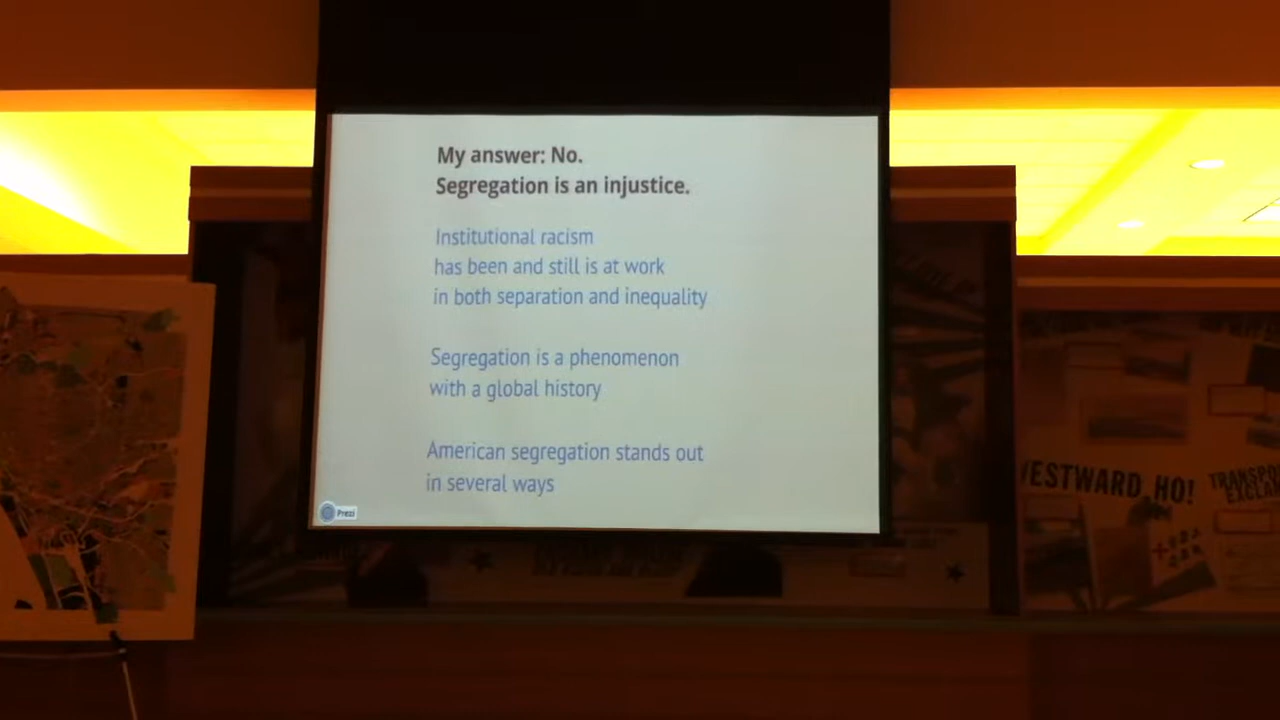 My answer: No.
Segregation is an injustice.
Institutional racism
has been and still is at work
in both separation and inequality
Segregation is a phenomenon
with a global history
American segregation stands out
in several ways
Prezi
WESTWARD HO!